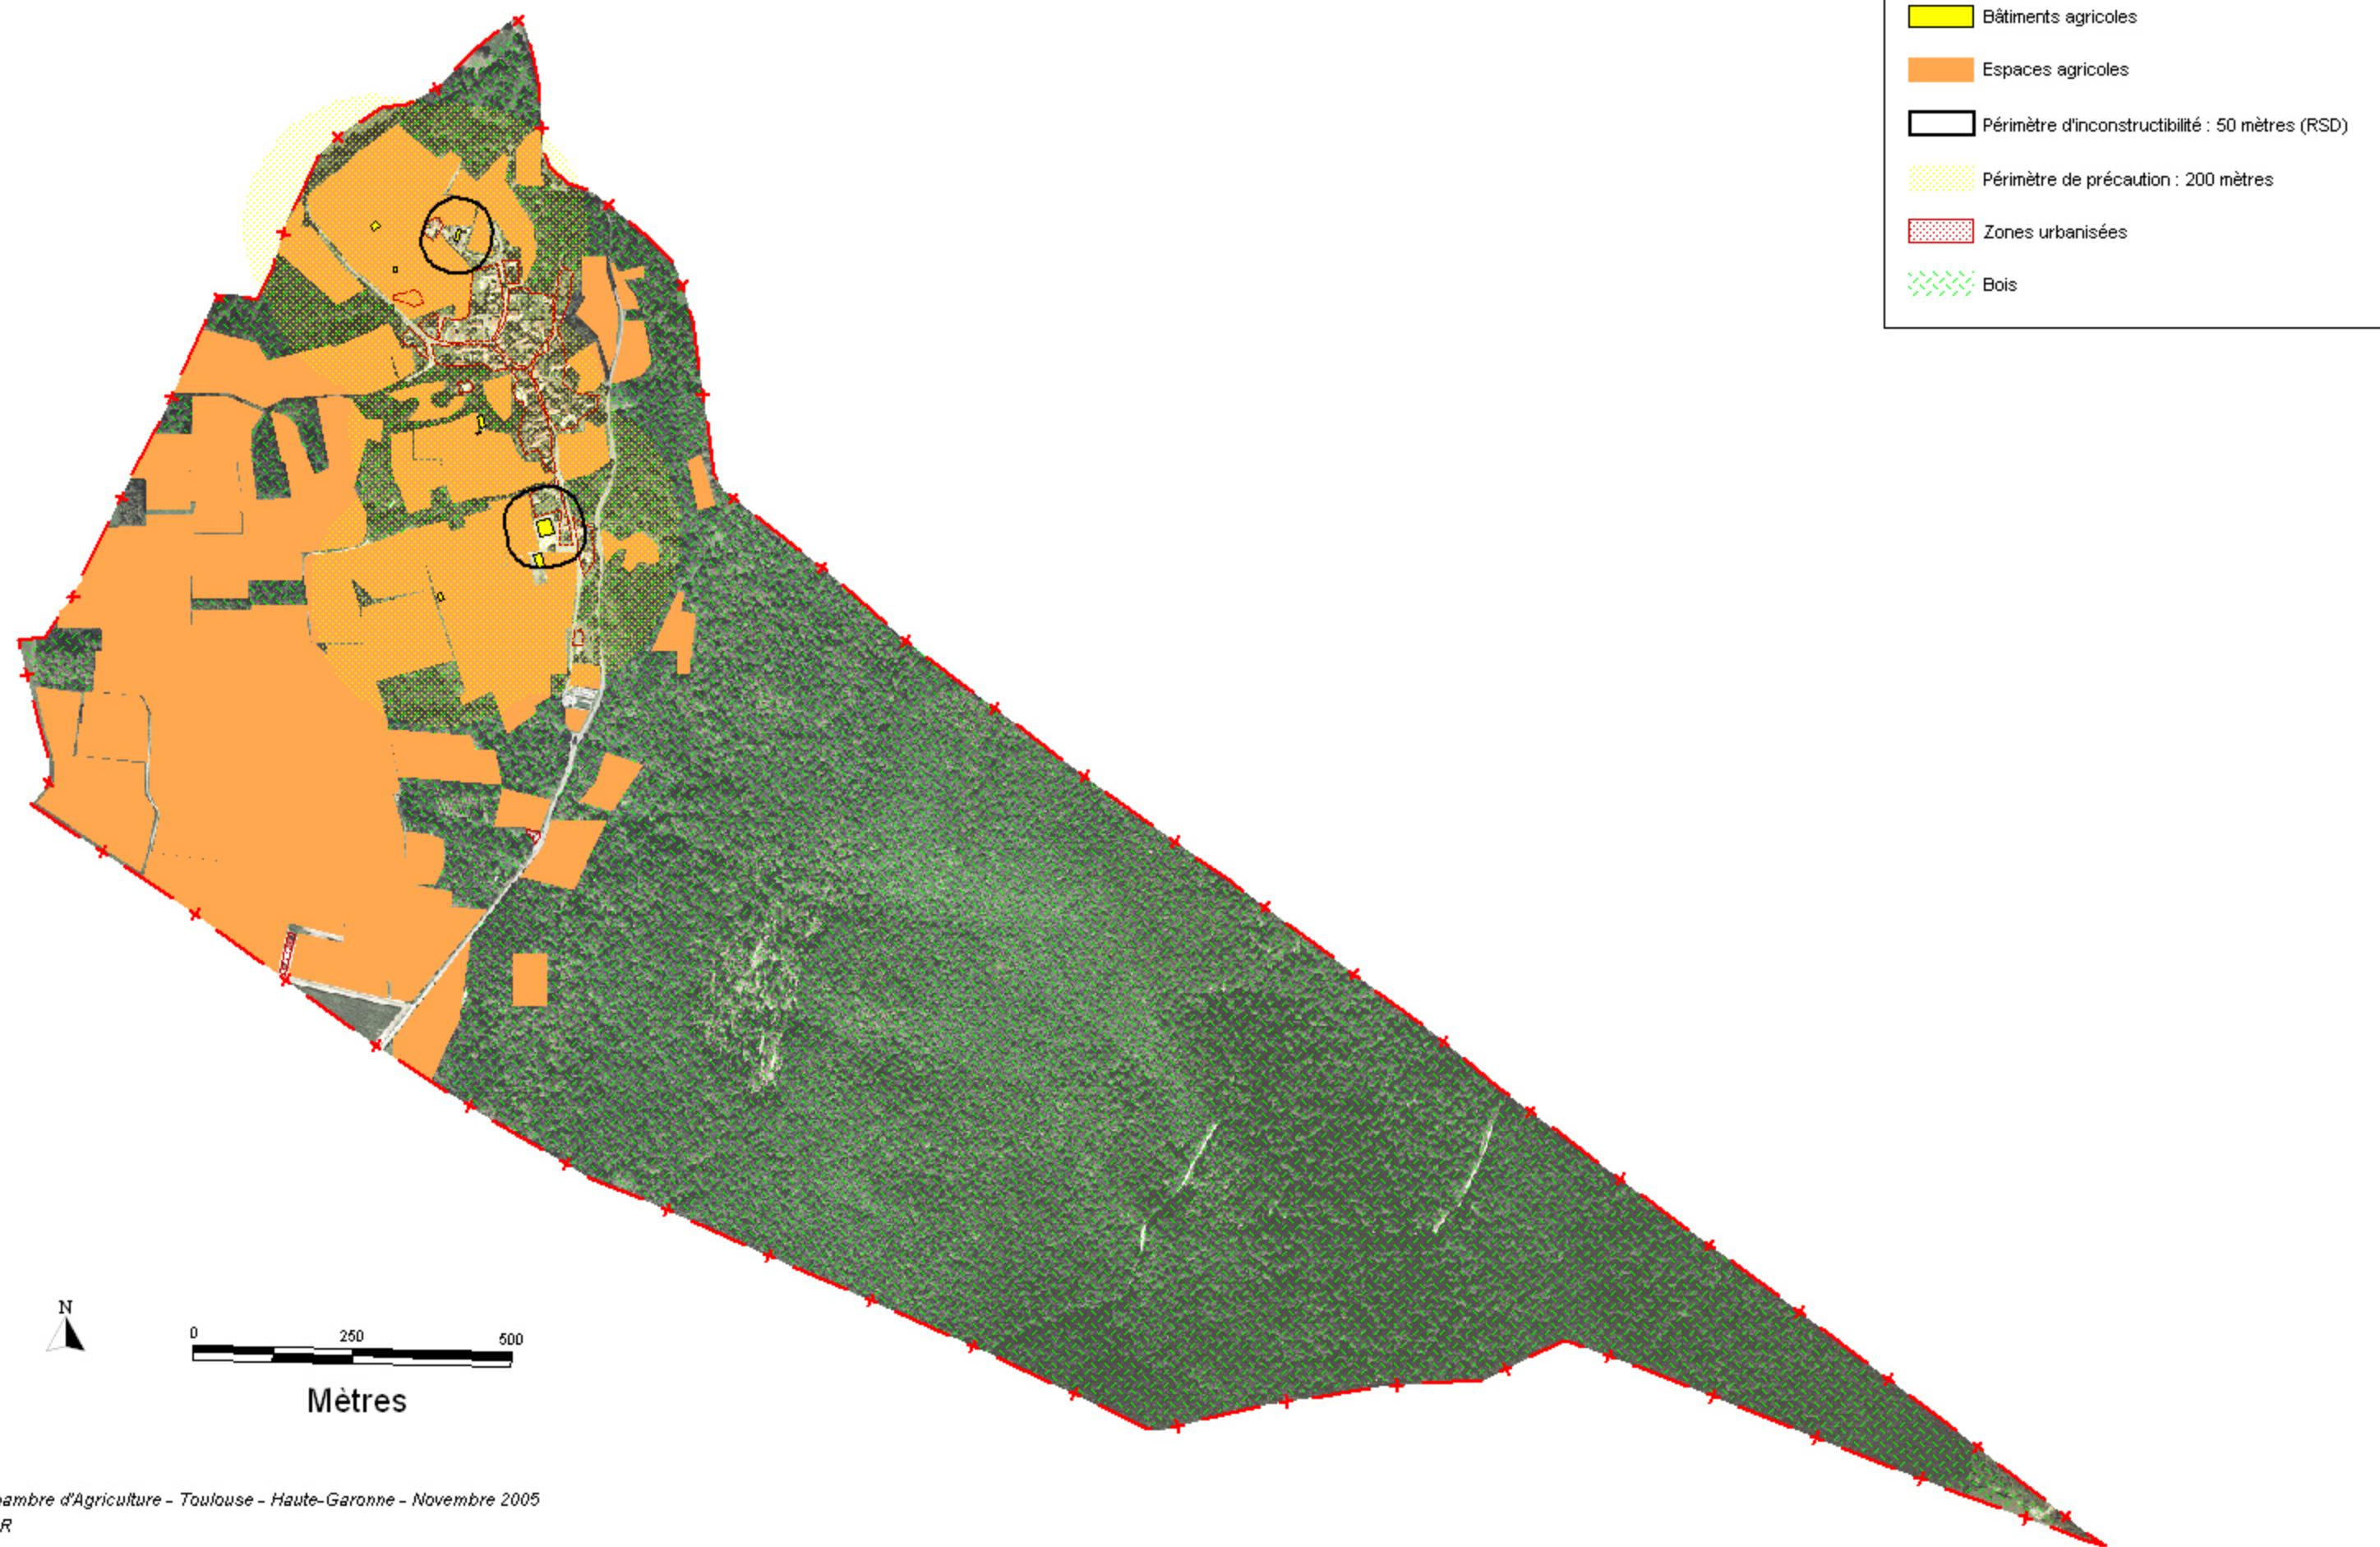 Bâtiments agricoles
Espaces agricoles
Périmètre d'inconstructibilité : 50 mètres (RSD)
Périmètre de précaution : 200 mètres
Zones urbanisées
Bois
N
0 250 500
Mètres
d'Agriculture - Toulouse - Haute-Garonne - Novembre 2005